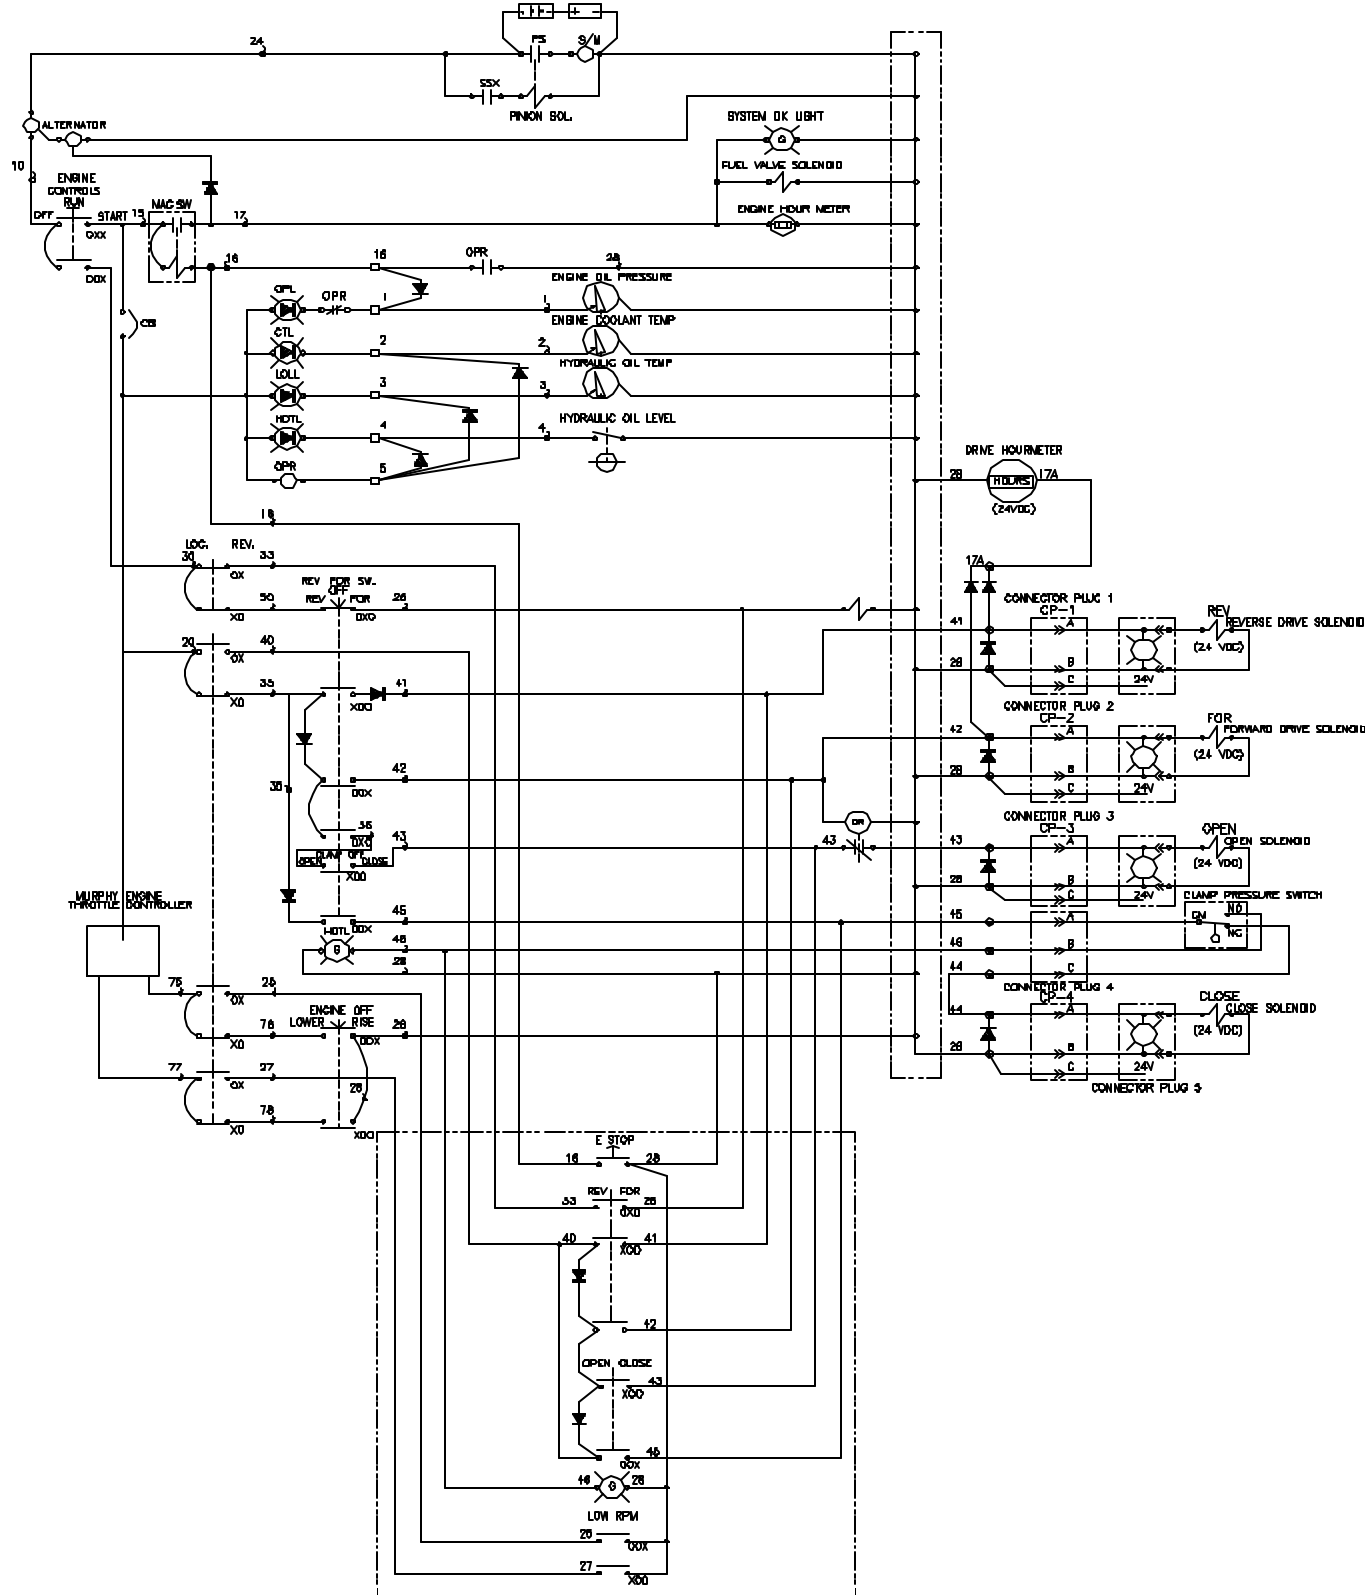 24
PS
S/M
SSX
PINION SOL.
ALTERNATOR
SYSTEM OK LIGHT
G
10
FUEL VALVE SOLENOID
ENGINE
CONTROLS
RUN
OFF
START
15
MAG SW
17
ENGINE HOUR METER
OXX
16
16
OPR
28
OOX
ENGINE OIL PRESSURE
OPL
OPR
1
1
ENGINE COOLANT TEMP
CB
CTL
2
2
HYDRAULIC OIL TEMP
LOLL
3
3
HOTL
4
4
HYDRAULIC OIL LEVEL
OPR
5
DRIVE HOURMETER
28
HOURS
17A
(24VDC)
16
LOC.
REV.
30
33
17A
OX
REV FOR SW.
OFF
REV
FOR
50
26
XO
OXO
CONNECTOR PLUG 1
CP-1
REV
41
A
REVERSE DRIVE SOLENOID
(24 VDC)
20
40
OX
28
B
C
24V
35
41
XO
XOO
CONNECTOR PLUG 2
CP-2
FOR
42
A
FORWARD DRIVE SOLENOID
(24 VDC)
42
28
B
35
OOX
C
24V
CONNECTOR PLUG 3
OR
CP-3
OPEN
35
43
OXO
43
43
A
OPEN SOLENOID
CLAMP OFF
OPEN
CLOSE
(24 VDC)
XOO
28
B
C
24V
CLAMP PRESSURE SWITCH
MURPHY ENGINE
THROTTLE CONTROLLER
45
OOX
45
A
CM
NO
HOTL
G
46
46
B
NC
28
44
C
CONNECTOR PLUG 4
75
25
OX
CP-4
CLOSE
ENGINE OFF
LOWER
RISE
44
A
CLOSE SOLENOID
76
28
XO
OOX
(24 VDC)
28
B
77
27
OX
C
24V
28
CONNECTOR PLUG 5
78
XO
XOO
E STOP
16
28
REV
FOR
33
26
OXO
40
41
XOO
42
OPEN CLOSE
43
XOO
45
OOX
46
G
28
LOW RPM
25
OOX
27
XOO